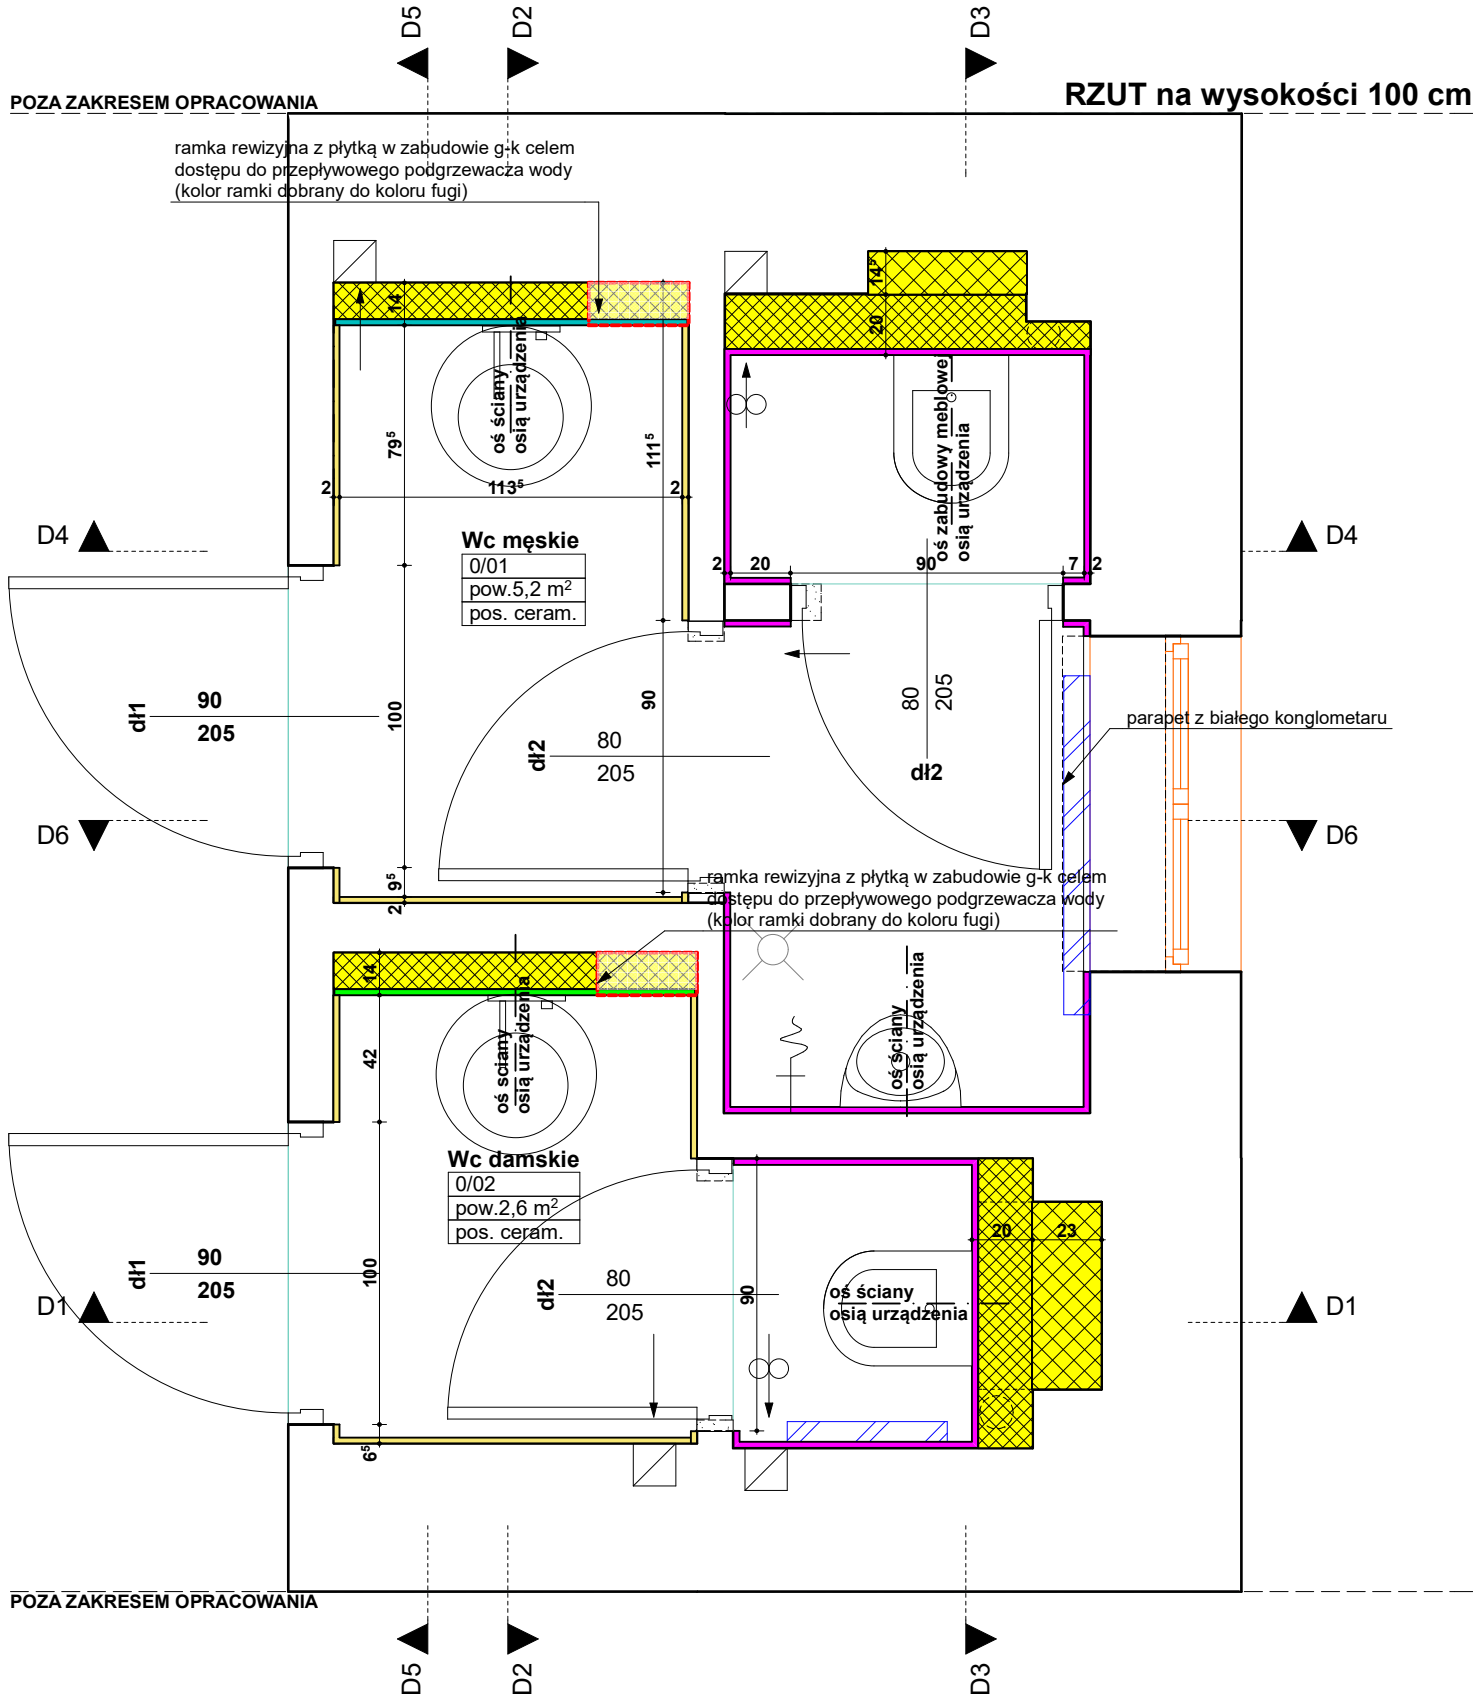 D5
D2
D3
POZA ZAKRESEM OPRACOWANIA
RZUT na wysokości 100 cm
ramka rewizyjna z płytką w zabudowie g-k celem
dostępu do przepływowego podgrzewacza wody
(kolor ramki dobrany do koloru fugi)
14
14⁵
20
oś ściany
osią urządzenia
oś zabudowy meblowej
osią urządzenia
79⁵
111⁵
2
113⁵
2
D4
Wc męskie
0/01
pow.5,2 m²
pos. ceram.
2
20
90
7
2
D4
dł1
90
205
100
90
dł2
80
205
80
205
dł2
parapet z białego konglometaru
D6
D6
9⁵
2
ramka rewizyjna z płytką w zabudowie g-k celem
dostępu do przepływowego podgrzewacza wody
(kolor ramki dobrany do koloru fugi)
14
42
oś ściany
osią urządzenia
oś ściany
osią urządzenia
Wc damskie
0/02
pow.2,6 m²
pos. ceram.
20
23
dł1
90
205
100
dł2
80
205
90
oś ściany
osią urządzenia
D1
D1
6⁵
POZA ZAKRESEM OPRACOWANIA
D5
D2
D3